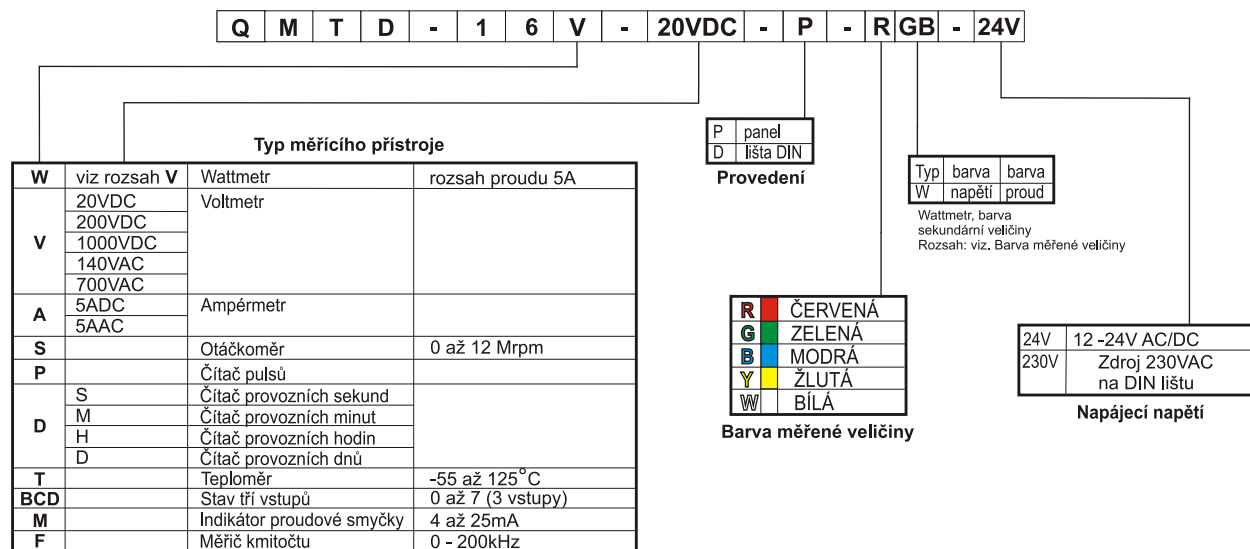 Q M T D - 1 6 V - 20VDC - P - R GB - 24V
Typ měřícího přístroje
W viz rozsah V Wattmetr rozsah proudu 5A
V 20VDC Voltmetr
200VDC
1000VDC
140VAC
700VAC
A 5ADC Ampérmetr
5AAC
S Otáčkoměr 0 až 12 Mrpm
P Čítač pulsů
D S Čítač provozních sekund
M Čítač provozních minut
H Čítač provozních hodin
D Čítač provozních dnů
T Teploměr -55 až 125°C
BCD Stav tří vstupů 0 až 7 (3 vstupy)
M Indikátor proudové smyčky 4 až 25mA
F Měřič kmitočtu 0 - 200kHz
P panel
D lišta DIN
Provedení
Typ barva barva
W napětí proud
Wattmetr, barva
sekundární veličiny
Rozsah: viz. Barva měřené veličiny
R ČERVENÁ
G ZELENÁ
B MODRÁ
Y ŽLUTÁ
W BÍLÁ
Barva měřené veličiny
24V 12 -24V AC/DC
230V Zdroj 230VAC
na DIN lištu
Napájecí napětí